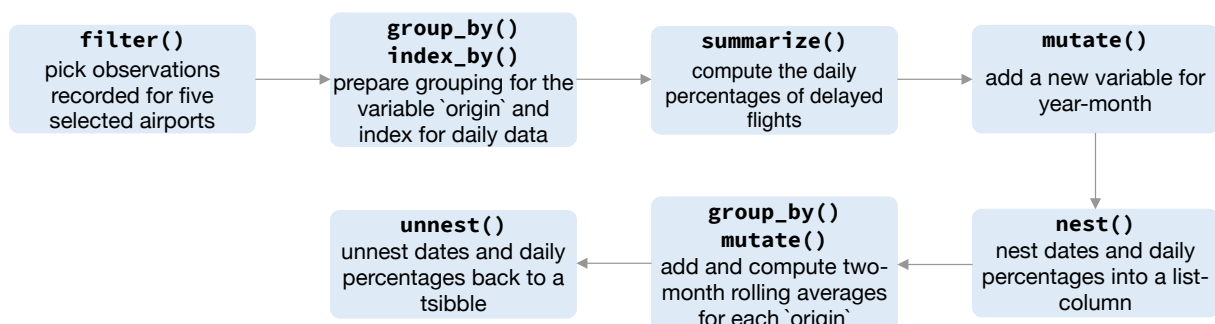 filter()
pick observations
recorded for five
selected airports
group_by()
index_by()
prepare grouping for the
variable `origin` and
index for daily data
summarize()
compute the daily
percentages of delayed
flights
mutate()
add a new variable for
year-month
nest()
nest dates and daily
percentages into a list-
column
group_by()
mutate()
add and compute two-
month rolling averages
for each `origin`
unnest()
unnest dates and daily
percentages back to a
tsibble